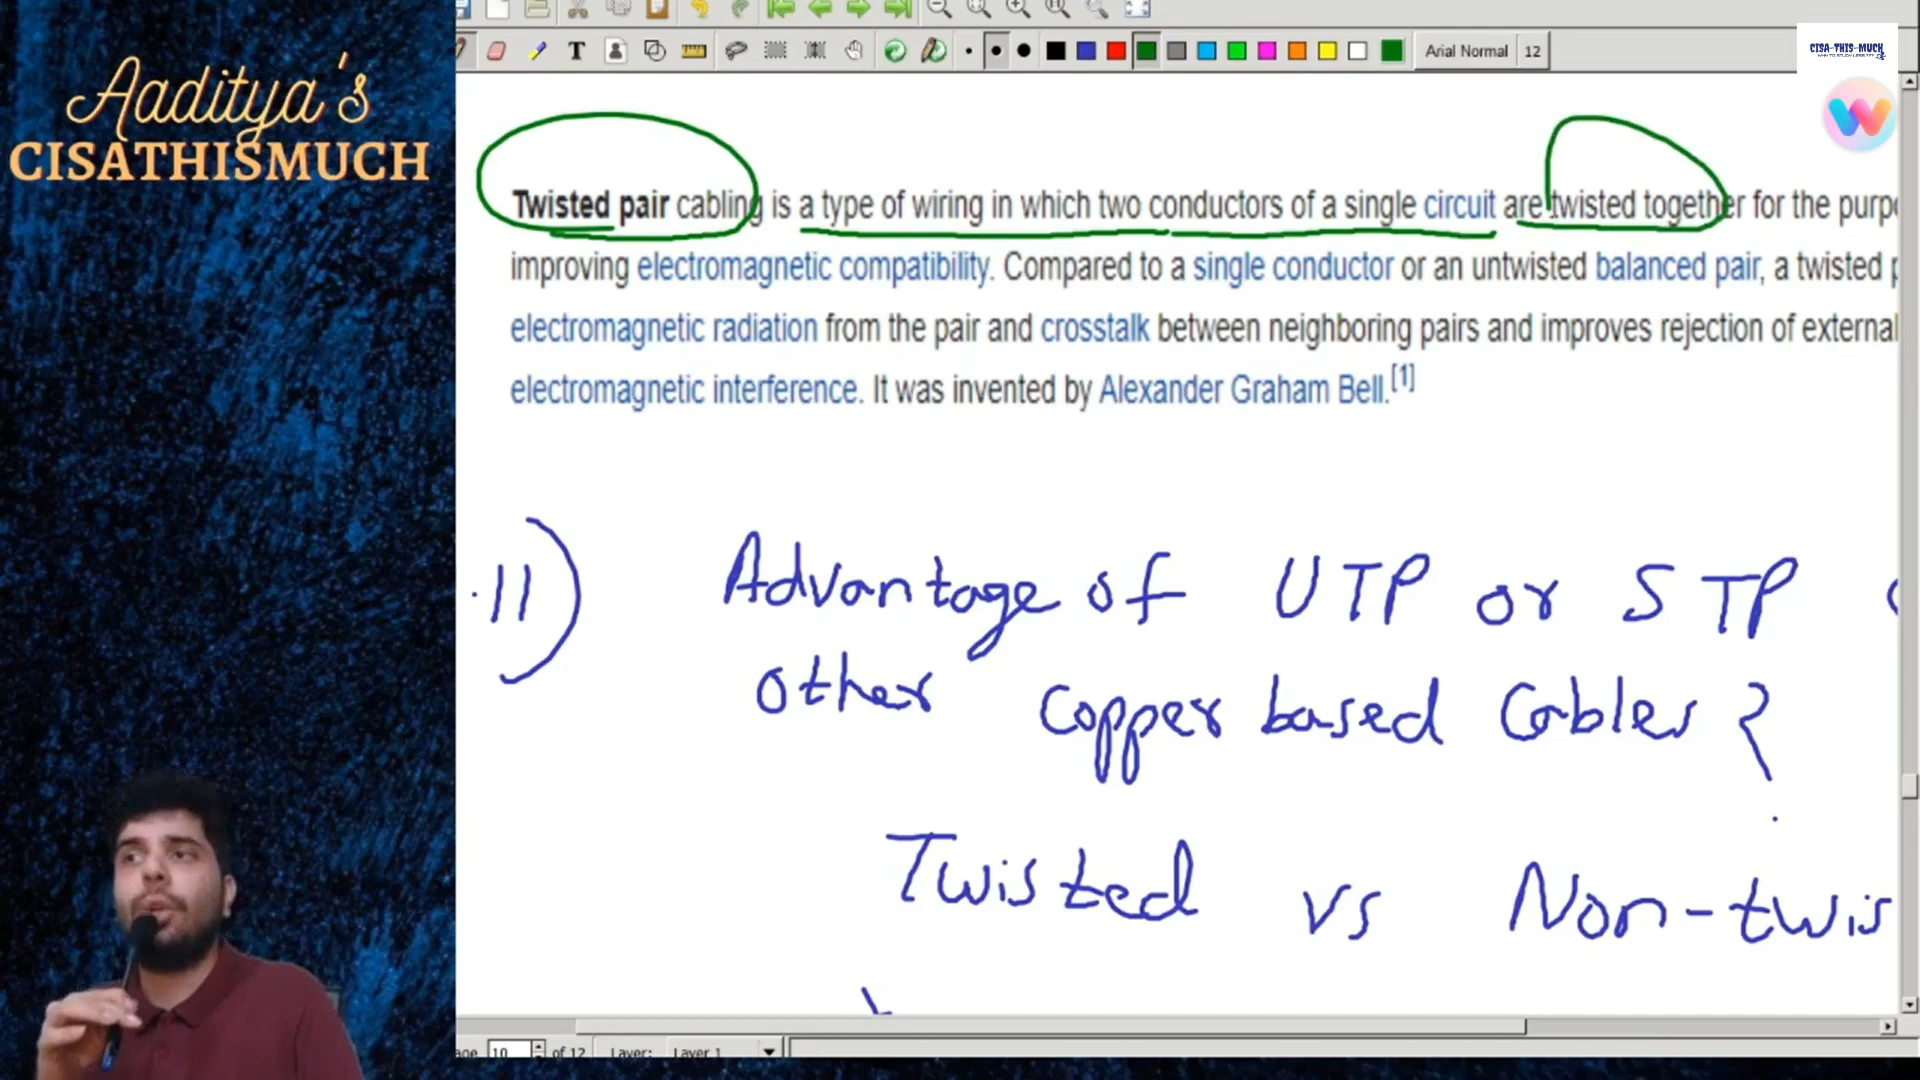 Aaditya's
CISATHISMUCH
Arial Normal 12
CISA-THIS-MUCH
Twisted pair cabling is a type of wiring in which two conductors of a single circuit are twisted together for the purpo
improving electromagnetic compatibility. Compared to a single conductor or an untwisted balanced pair, a twisted p
electromagnetic radiation from the pair and crosstalk between neighboring pairs and improves rejection of external
electromagnetic interference. It was invented by Alexander Graham Bell.[1]
11) Advantage of UTP or STP
other copper based cables?
Twisted vs Non-twis
age 10 of 12 Layer: Layer 1